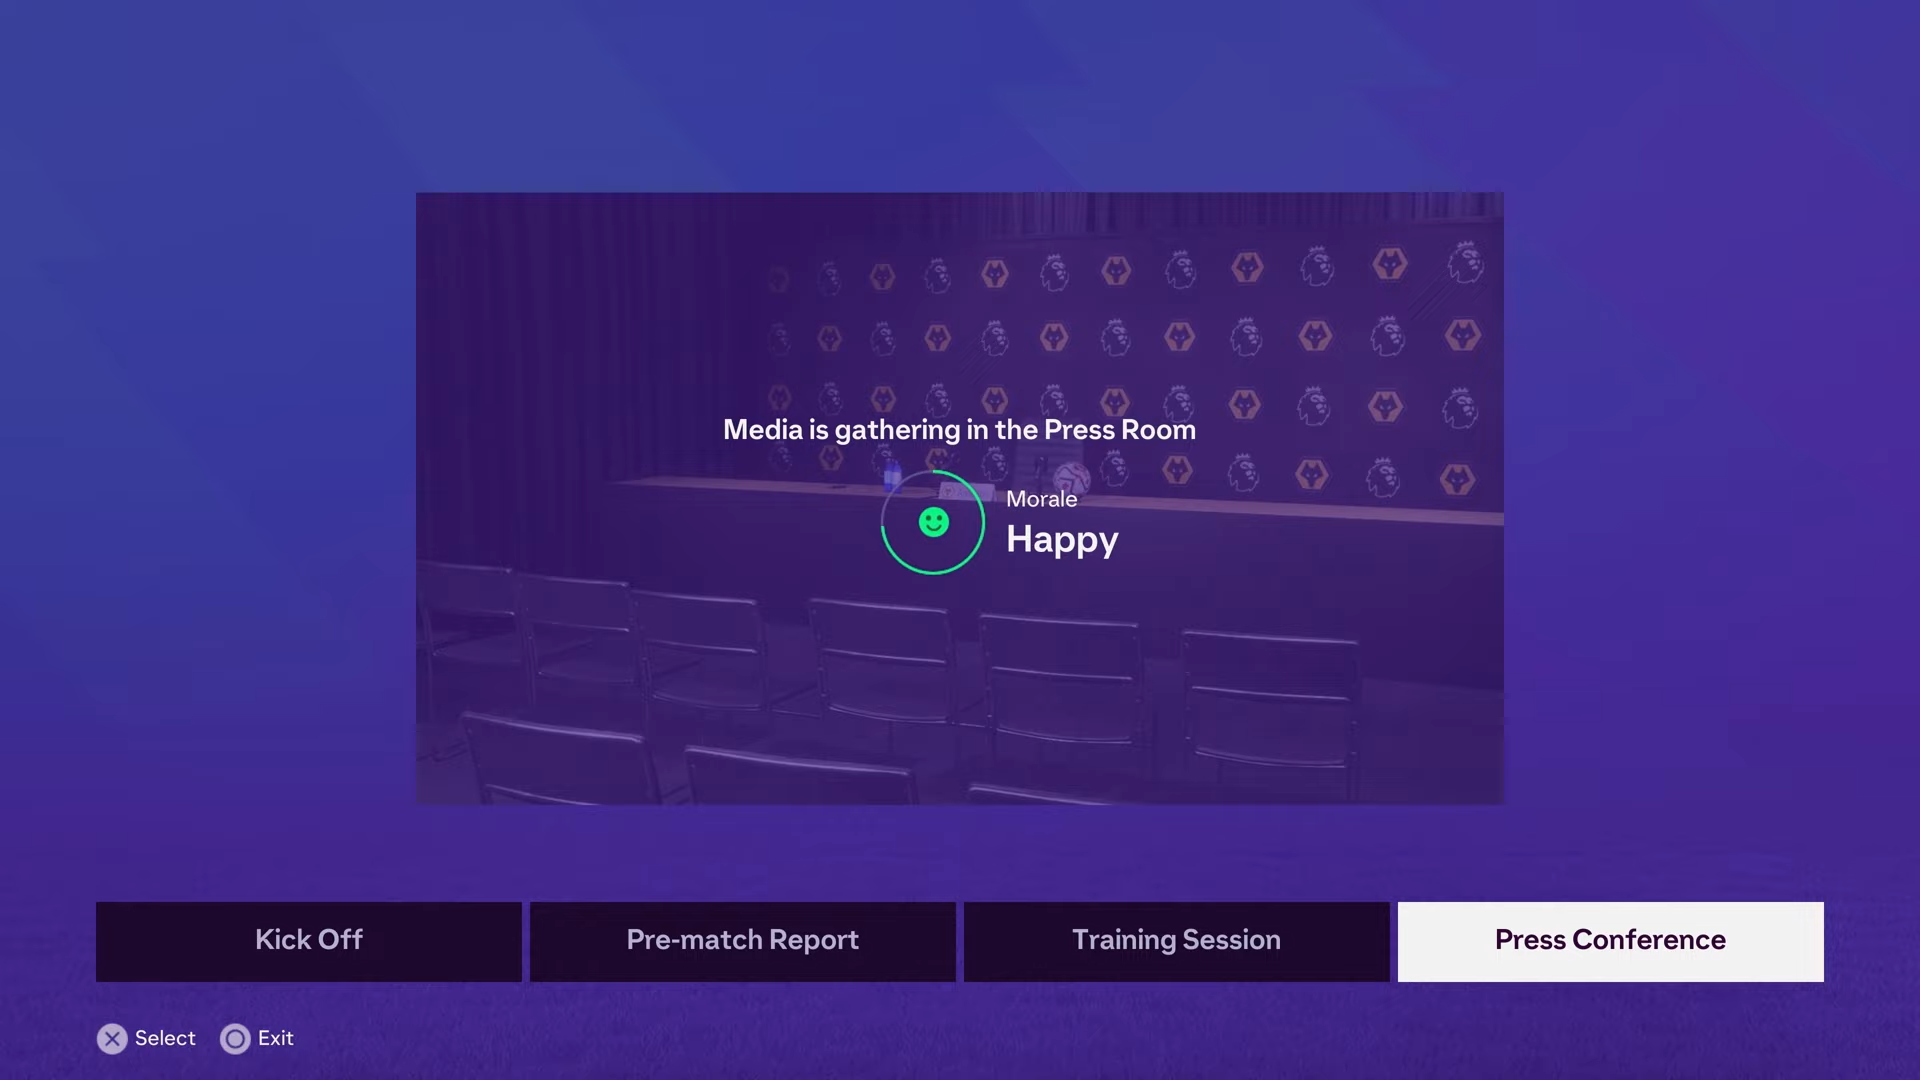 Media is gathering in the Press Room
Morale
Happy
Kick Off
Pre-match Report
Training Session
Press Conference
Select
Exit